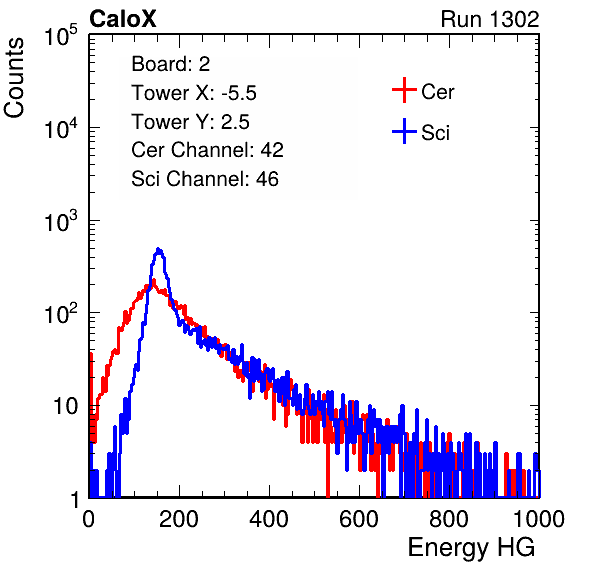 CaloX Run 1302
Counts
10^5
10^4
10^3
10^2
10
1
Board: 2
Tower X: -5.5
Tower Y: 2.5
Cer Channel: 42
Sci Channel: 46
Cer
Sci
0 200 400 600 800 1000
Energy HG